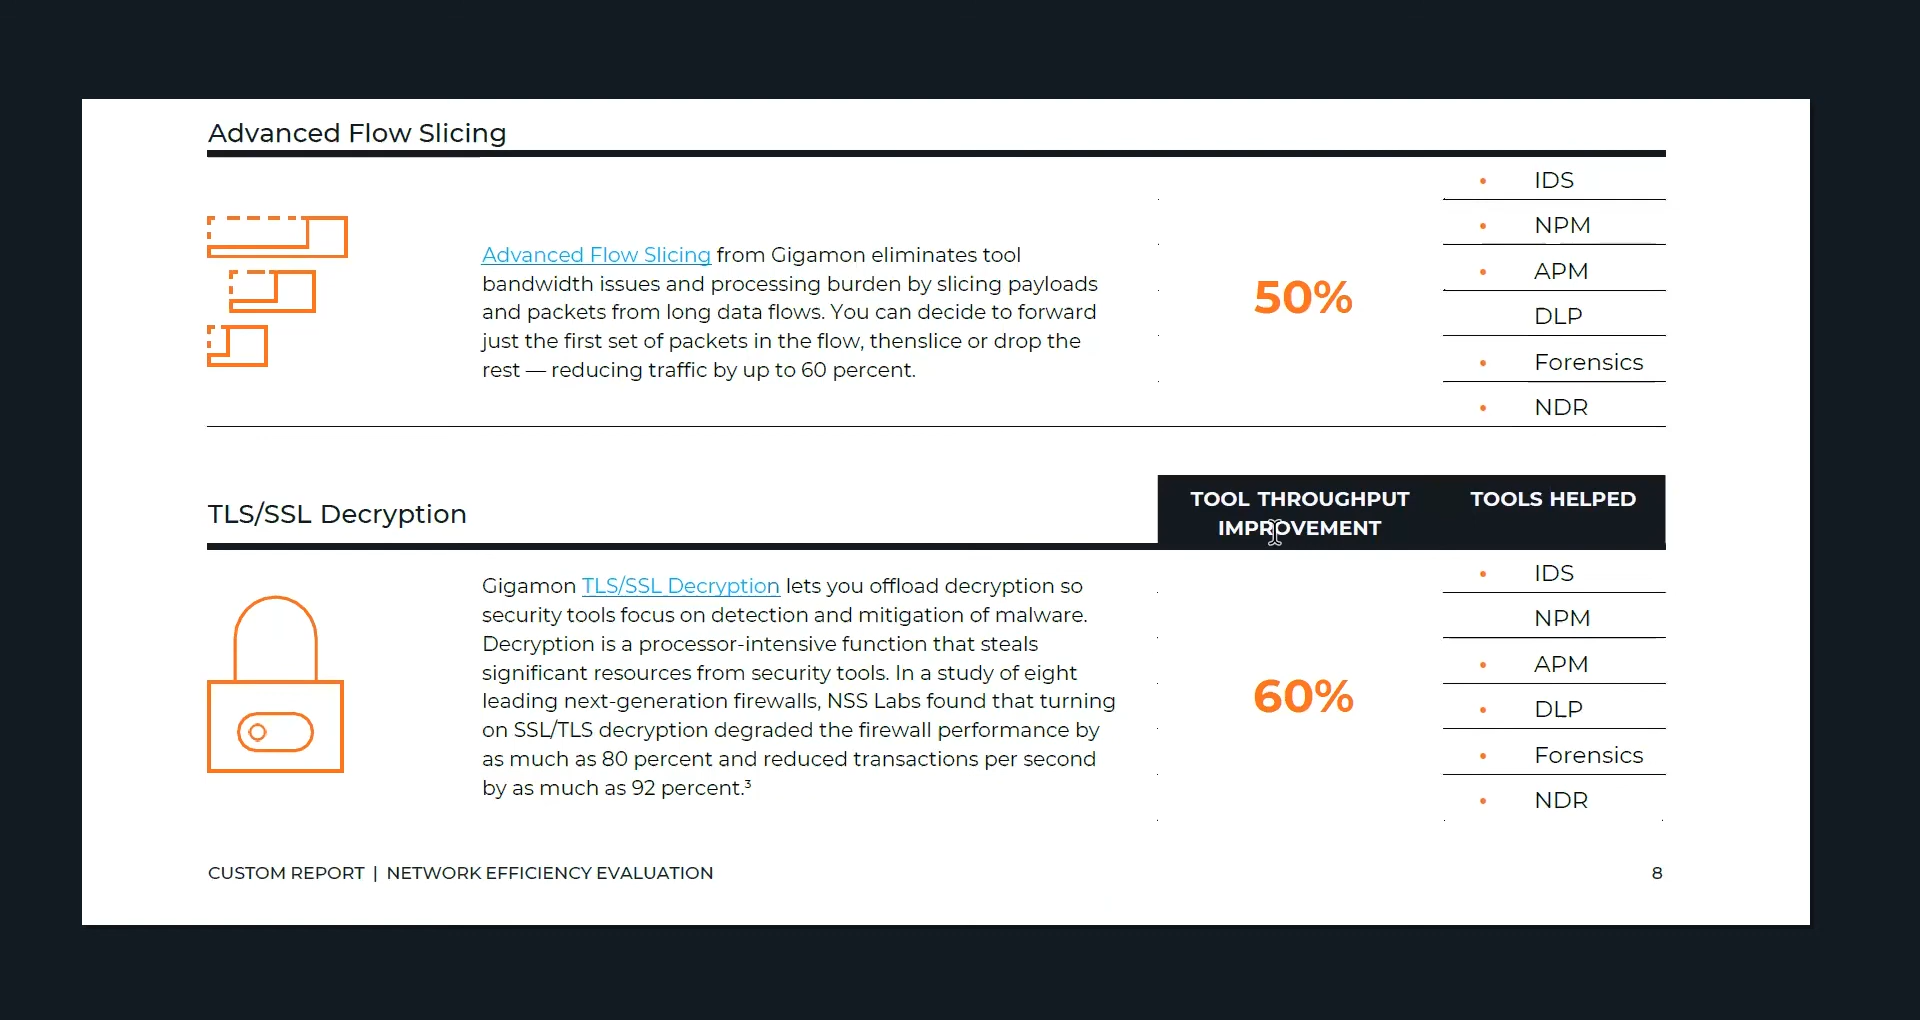 Advanced Flow Slicing
Advanced Flow Slicing from Gigamon eliminates tool
bandwidth issues and processing burden by slicing payloads
and packets from long data flows. You can decide to forward
just the first set of packets in the flow, thenslice or drop the
rest — reducing traffic by up to 60 percent.
50%
• IDS
• NPM
• APM
DLP
• Forensics
• NDR
TLS/SSL Decryption
TOOL THROUGHPUT
IMPROVEMENT
TOOLS HELPED
Gigamon TLS/SSL Decryption lets you offload decryption so
security tools focus on detection and mitigation of malware.
Decryption is a processor-intensive function that steals
significant resources from security tools. In a study of eight
leading next-generation firewalls, NSS Labs found that turning
on SSL/TLS decryption degraded the firewall performance by
as much as 80 percent and reduced transactions per second
by as much as 92 percent.³
60%
• IDS
NPM
• APM
• DLP
• Forensics
• NDR
CUSTOM REPORT | NETWORK EFFICIENCY EVALUATION
8